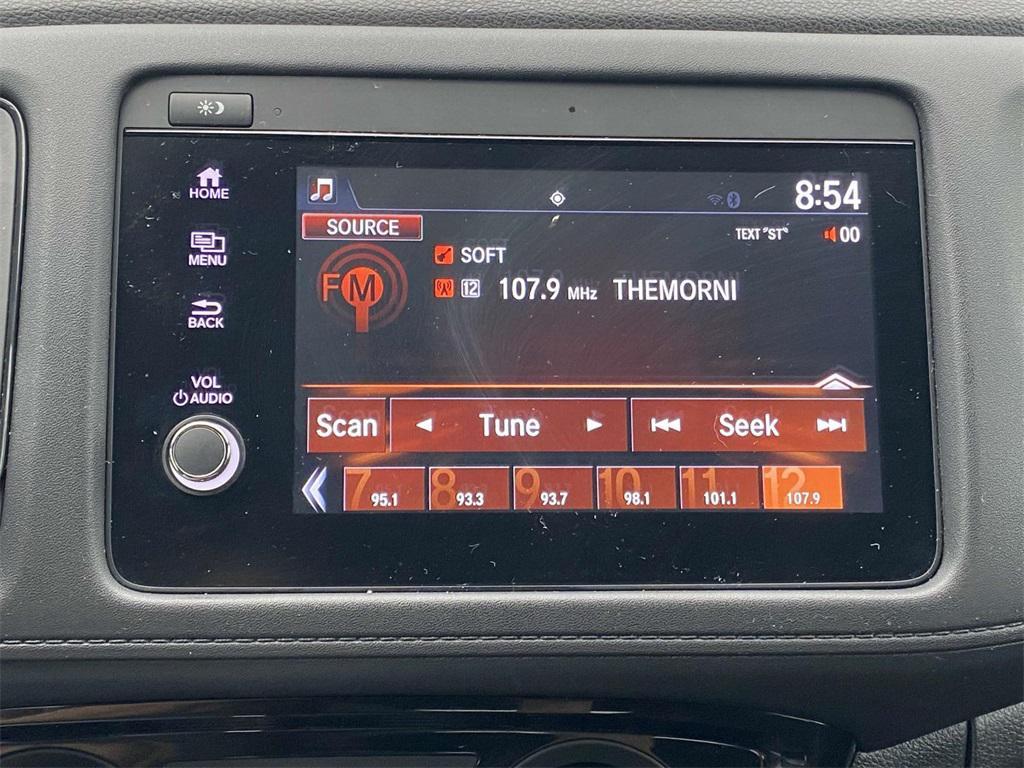 HOME
MENU
BACK
VOL
AUDIO
8:54
SOURCE
TEXT "ST"
00
FM
SOFT
12 107.9 MHz THEMORNI
Scan Tune Seek
7 8 9 10 11 12
95.1 93.3 93.7 98.1 101.1 107.9